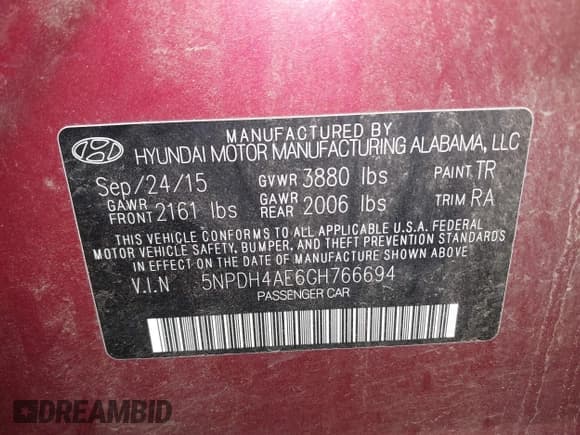 MANUFACTURED BY
HYUNDAI MOTOR MANUFACTURING ALABAMA, LLC
Sep/24/15 GVWR 3880 lbs PAINT TR
GAWR FRONT 2161 lbs GAWR REAR 2006 lbs TRIM RA
THIS VEHICLE CONFORMS TO ALL APPLICABLE U.S.A. FEDERAL
MOTOR VEHICLE SAFETY, BUMPER, AND THEFT PREVENTION STANDARDS
IN EFFECT ON THE DATE OF MANUFACTURE SHOWN ABOVE
V.I.N 5NPDH4AE6GH766694
PASSENGER CAR
DREAMBID